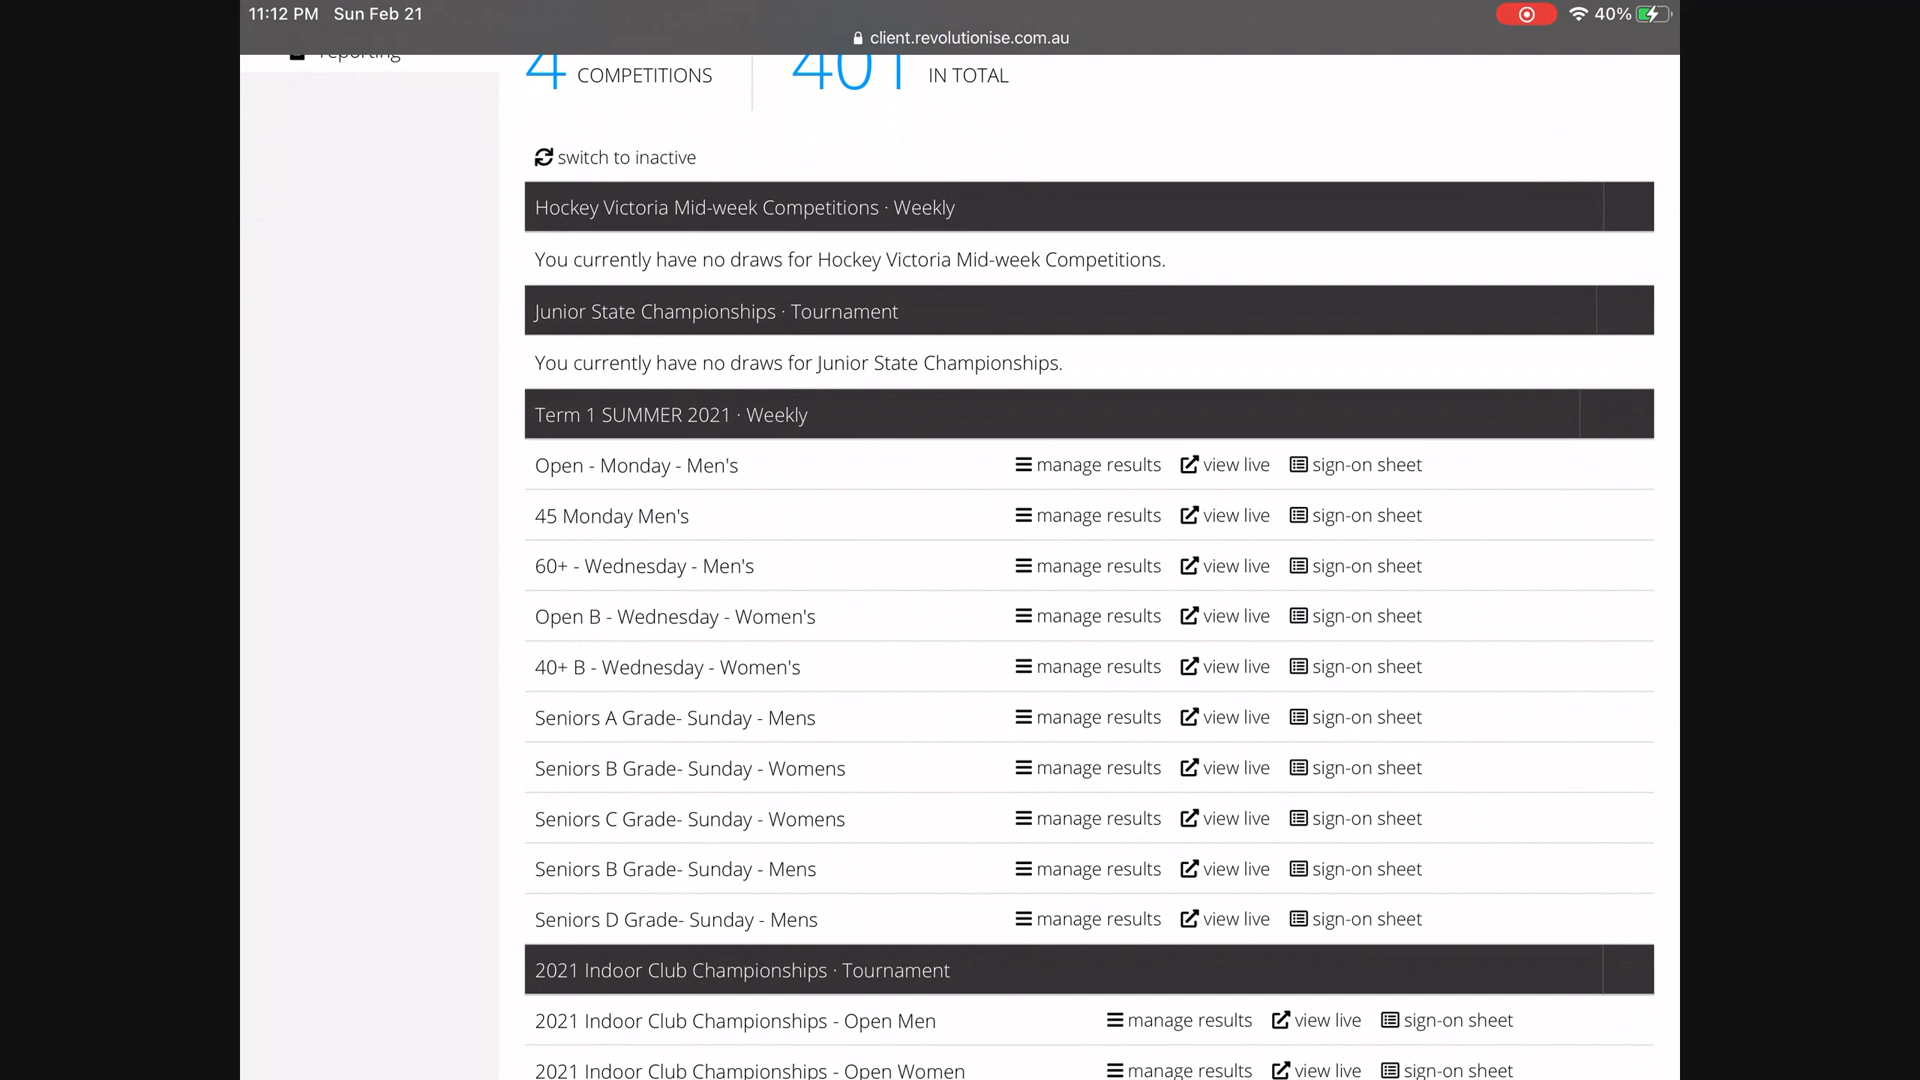 11:12 PM Sun Feb 21 40%
client.revolutionise.com.au
reporting
4 COMPETITIONS 401 IN TOTAL
switch to inactive
Hockey Victoria Mid-week Competitions · Weekly
You currently have no draws for Hockey Victoria Mid-week Competitions.
Junior State Championships · Tournament
You currently have no draws for Junior State Championships.
Term 1 SUMMER 2021 · Weekly
Open - Monday - Men's manage results view live sign-on sheet
45 Monday Men's manage results view live sign-on sheet
60+ - Wednesday - Men's manage results view live sign-on sheet
Open B - Wednesday - Women's manage results view live sign-on sheet
40+ B - Wednesday - Women's manage results view live sign-on sheet
Seniors A Grade- Sunday - Mens manage results view live sign-on sheet
Seniors B Grade- Sunday - Womens manage results view live sign-on sheet
Seniors C Grade- Sunday - Womens manage results view live sign-on sheet
Seniors B Grade- Sunday - Mens manage results view live sign-on sheet
Seniors D Grade- Sunday - Mens manage results view live sign-on sheet
2021 Indoor Club Championships · Tournament
2021 Indoor Club Championships - Open Men manage results view live sign-on sheet
2021 Indoor Club Championships - Open Women manage results view live sign-on sheet